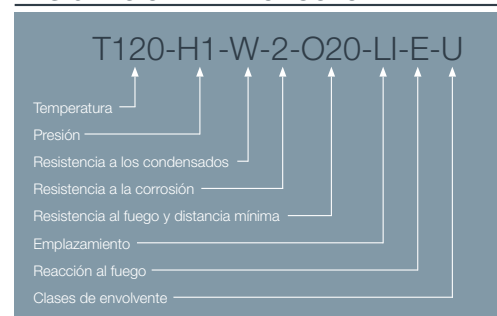 T120-H1-W-2-O20-LI-E-U
Temperatura
Presión
Resistencia a los condensados
Resistencia a la corrosión
Resistencia al fuego y distancia mínima
Emplazamiento
Reacción al fuego
Clases de envolvente